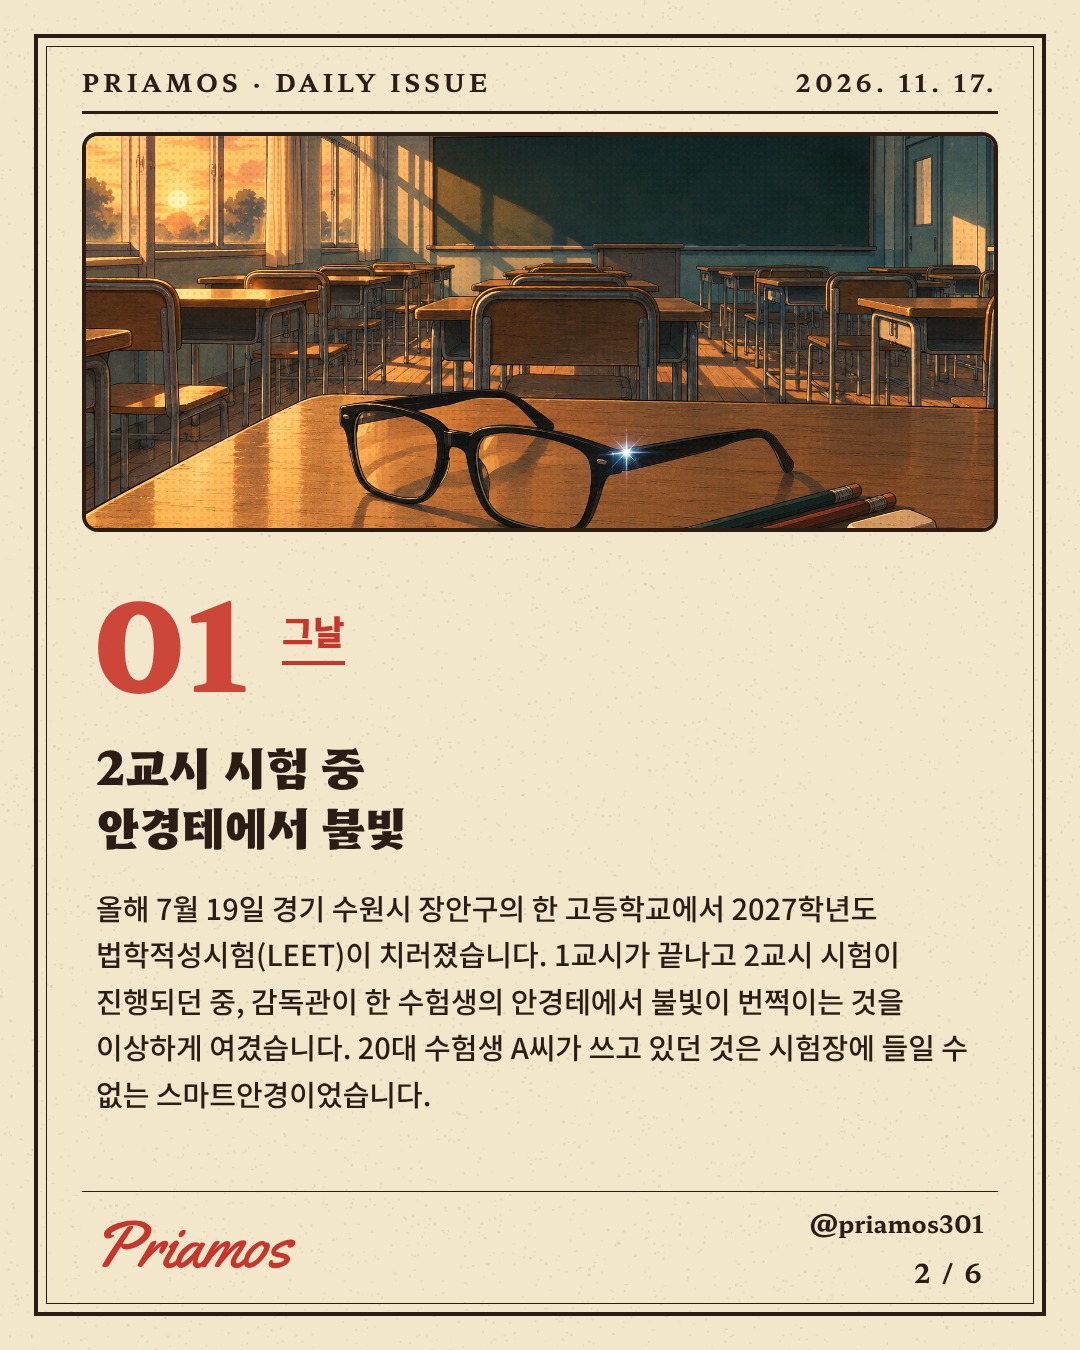 PRIAMOS · DAILY ISSUE
2026. 11. 17.
01
그날
2교시 시험 중
안경테에서 불빛
올해 7월 19일 경기 수원시 장안구의 한 고등학교에서 2027학년도
법학적성시험(LEET)이 치러졌습니다. 1교시가 끝나고 2교시 시험이
진행되던 중, 감독관이 한 수험생의 안경테에서 불빛이 번쩍이는 것을
이상하게 여겼습니다. 20대 수험생 A씨가 쓰고 있던 것은 시험장에 들일 수
없는 스마트안경이었습니다.
Priamos
@priamos301
2 / 6